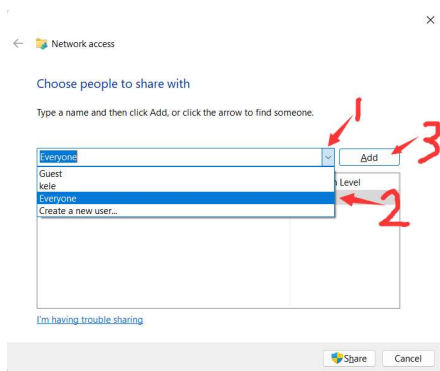 Network access
Choose people to share with
Type a name and then click Add, or click the arrow to find someone.
1
3
Everyone
Add
Guest
Level
kele
Everyone
2
Create a new user...
I'm having trouble sharing
Share
Cancel